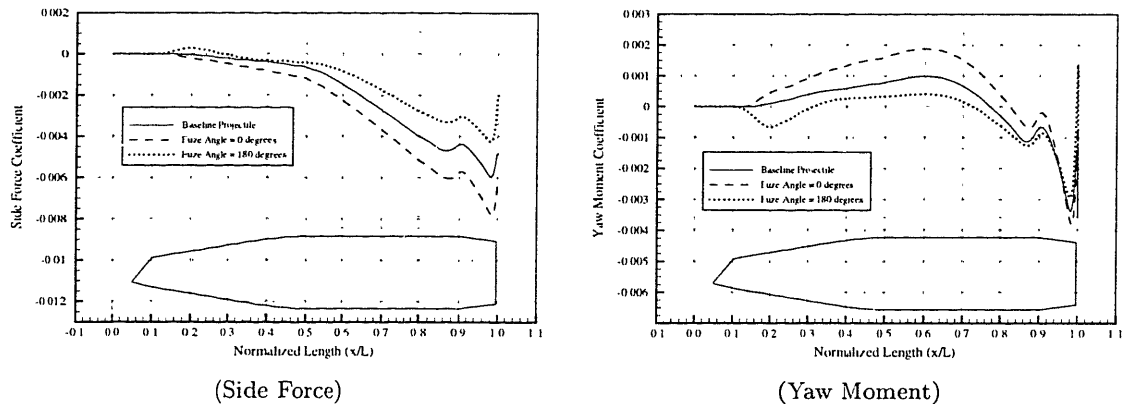 0.002
0
-0.002
-0.004
-0.006
-0.008
-0.01
-0.012
Side Force Coefficient
Baseline Projectile
Fuze Angle = 0 degrees
Fuze Angle = 180 degrees
-0.1 0.0 0.1 0.2 0.3 0.4 0.5 0.6 0.7 0.8 0.9 1.0 1.1
Normalized Length (x/L)
(Side Force)
0.003
0.002
0.001
0
-0.001
-0.002
-0.003
-0.004
-0.005
-0.006
Yaw Moment Coefficient
Baseline Projectile
Fuze Angle = 0 degrees
Fuze Angle = 180 degrees
0.1 0.0 0.1 0.2 0.3 0.4 0.5 0.6 0.7 0.8 0.9 1.0 1.1
Normalized Length (x/L)
(Yaw Moment)